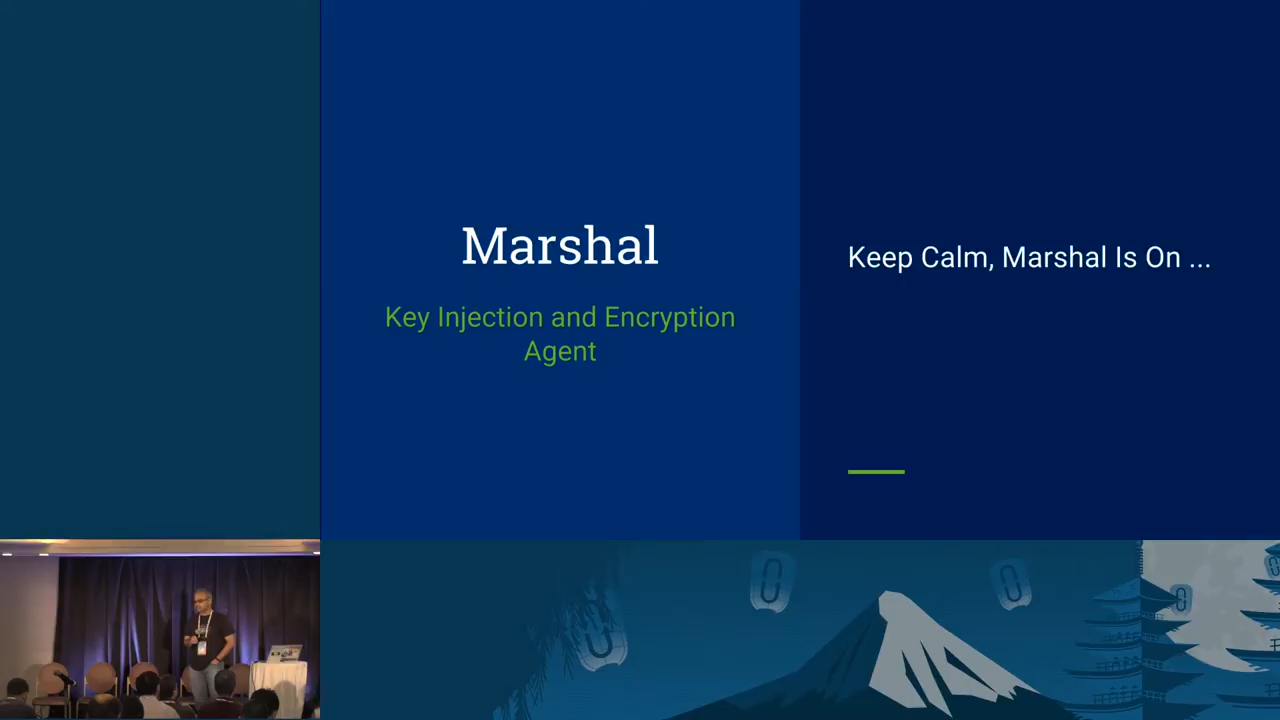 Marshal
Key Injection and Encryption
Agent
Keep Calm, Marshal Is On ...